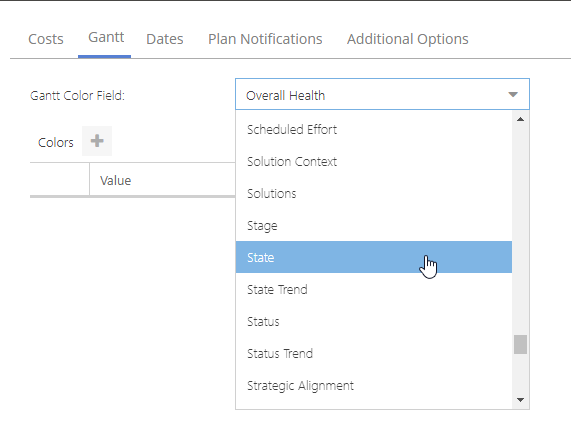 Costs Gantt Dates Plan Notifications Additional Options
Gantt Color Field: Overall Health
Colors
Value
Scheduled Effort
Solution Context
Solutions
Stage
State
State Trend
Status
Status Trend
Strategic Alignment